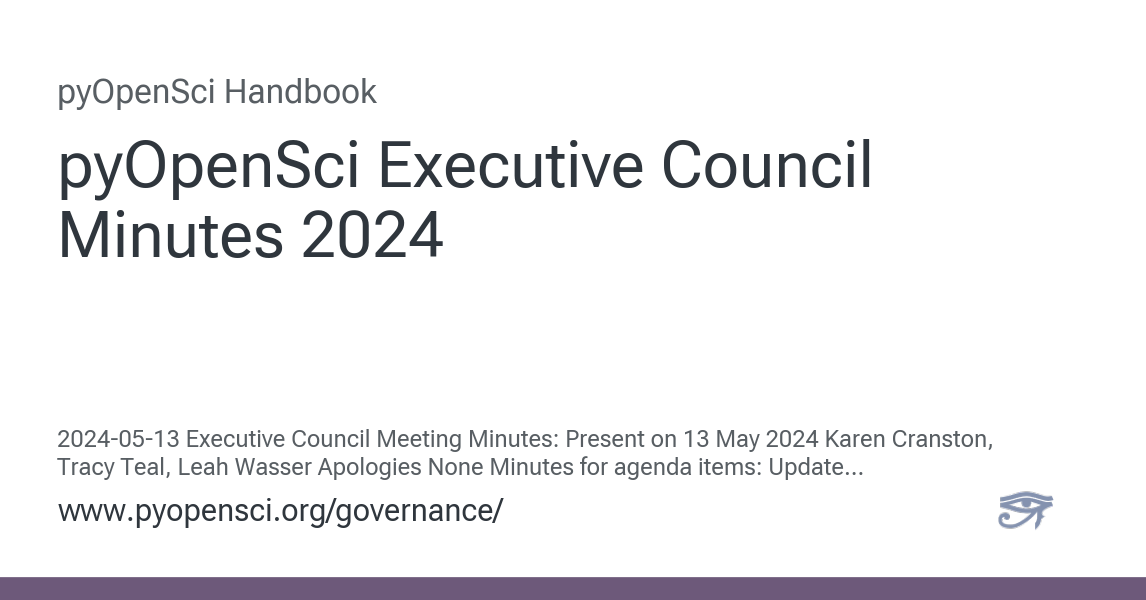 pyOpenSci Handbook
pyOpenSci Executive Council
Minutes 2024
2024-05-13 Executive Council Meeting Minutes: Present on 13 May 2024 Karen Cranston,
Tracy Teal, Leah Wasser Apologies None Minutes for agenda items: Update...
www.pyopensci.org/governance/